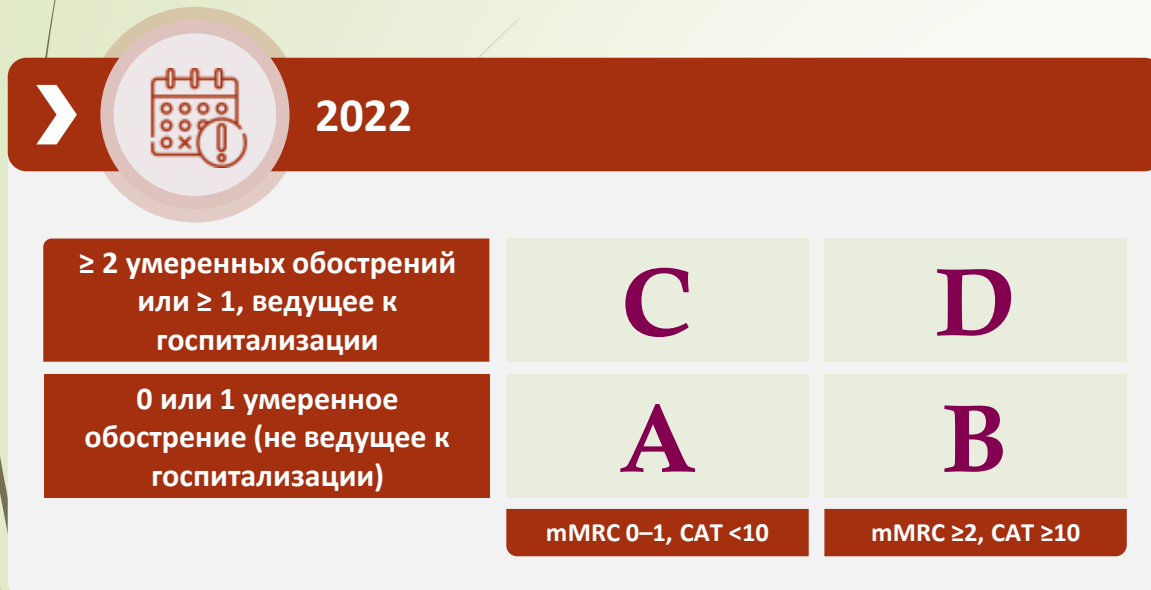 2022
≥ 2 умеренных обострений
или ≥ 1, ведущее к
госпитализации
C
D
0 или 1 умеренное
обострение (не ведущее к
госпитализации)
A
B
mMRC 0–1, CAT <10
mMRC ≥2, CAT ≥10